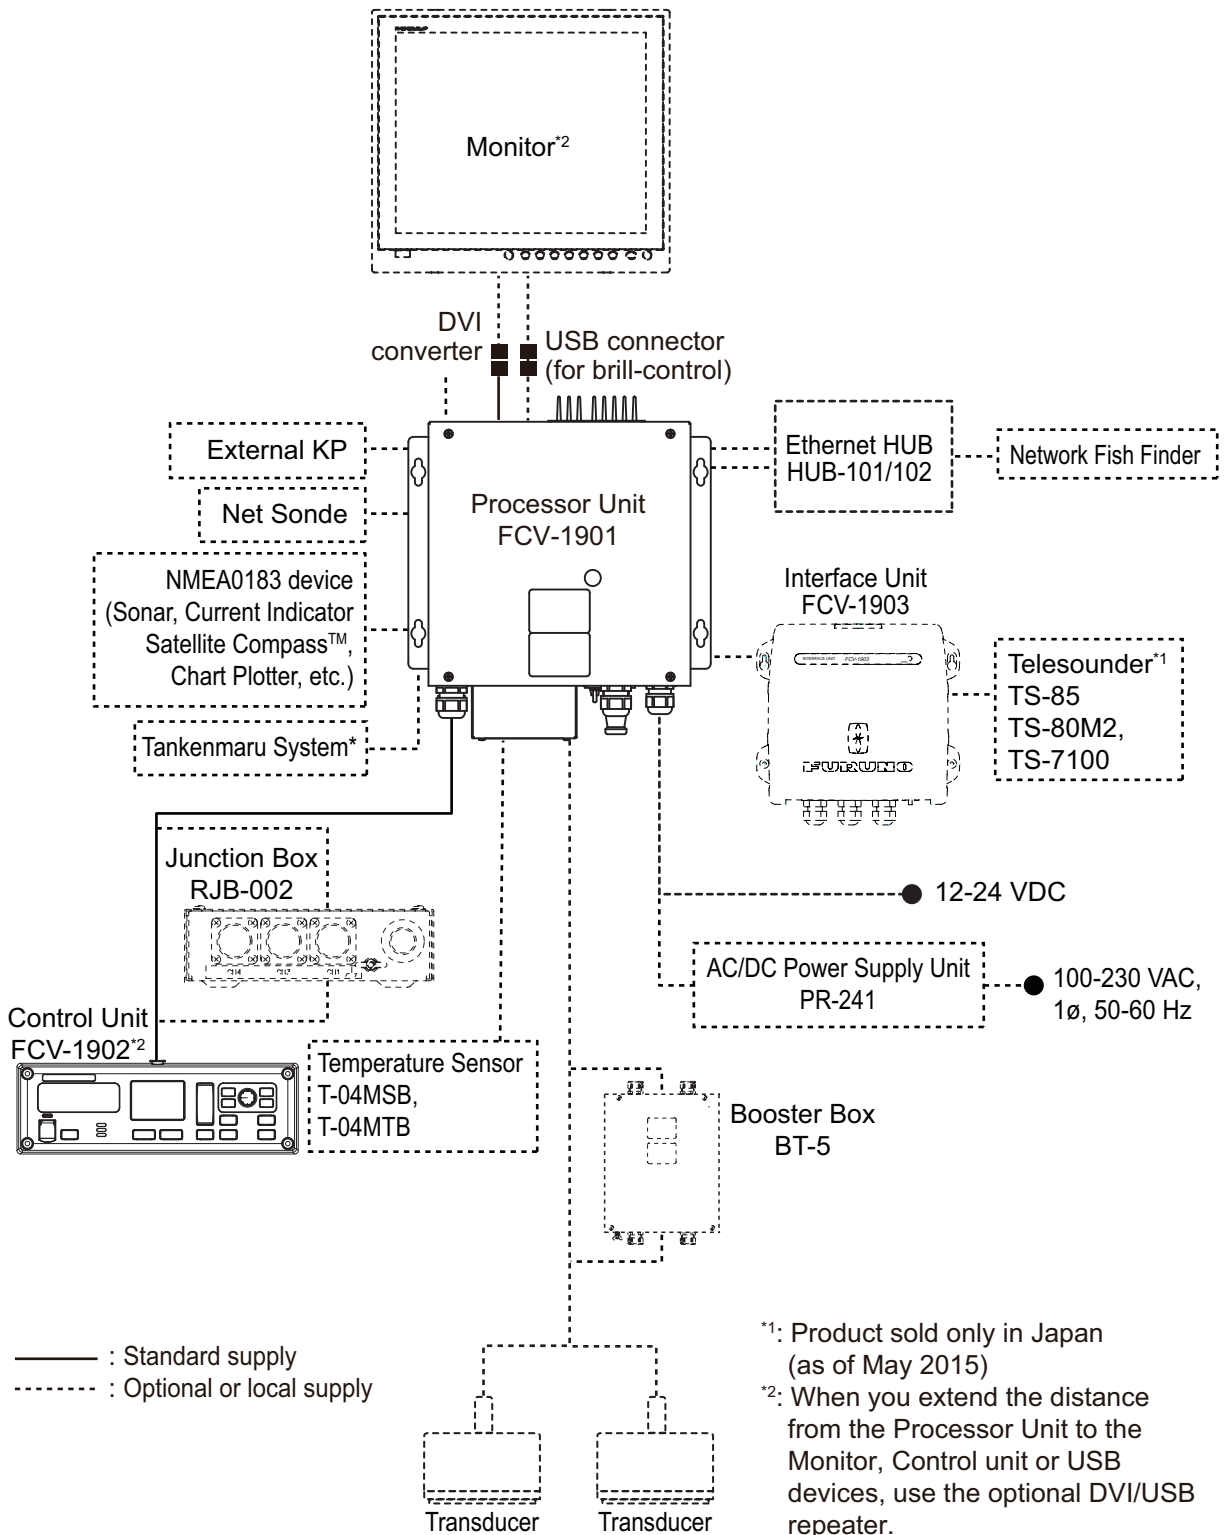 Monitor*2
DVI
converter
USB connector
(for brill-control)
External KP
Net Sonde
NMEA0183 device
(Sonar, Current Indicator
Satellite Compass™,
Chart Plotter, etc.)
Tankenmaru System*
Processor Unit
FCV-1901
Ethernet HUB
HUB-101/102
Network Fish Finder
Interface Unit
FCV-1903
INTERFACE UNIT FCV-1903
FURUNO
Telesounder*1
TS-85
TS-80M2,
TS-7100
Junction Box
RJB-002
12-24 VDC
AC/DC Power Supply Unit
PR-241
100-230 VAC,
1ø, 50-60 Hz
Control Unit
FCV-1902*2
Temperature Sensor
T-04MSB,
T-04MTB
Booster Box
BT-5
: Standard supply
: Optional or local supply
Transducer
Transducer
*1: Product sold only in Japan
(as of May 2015)
*2: When you extend the distance
from the Processor Unit to the
Monitor, Control unit or USB
devices, use the optional DVI/USB
repeater.